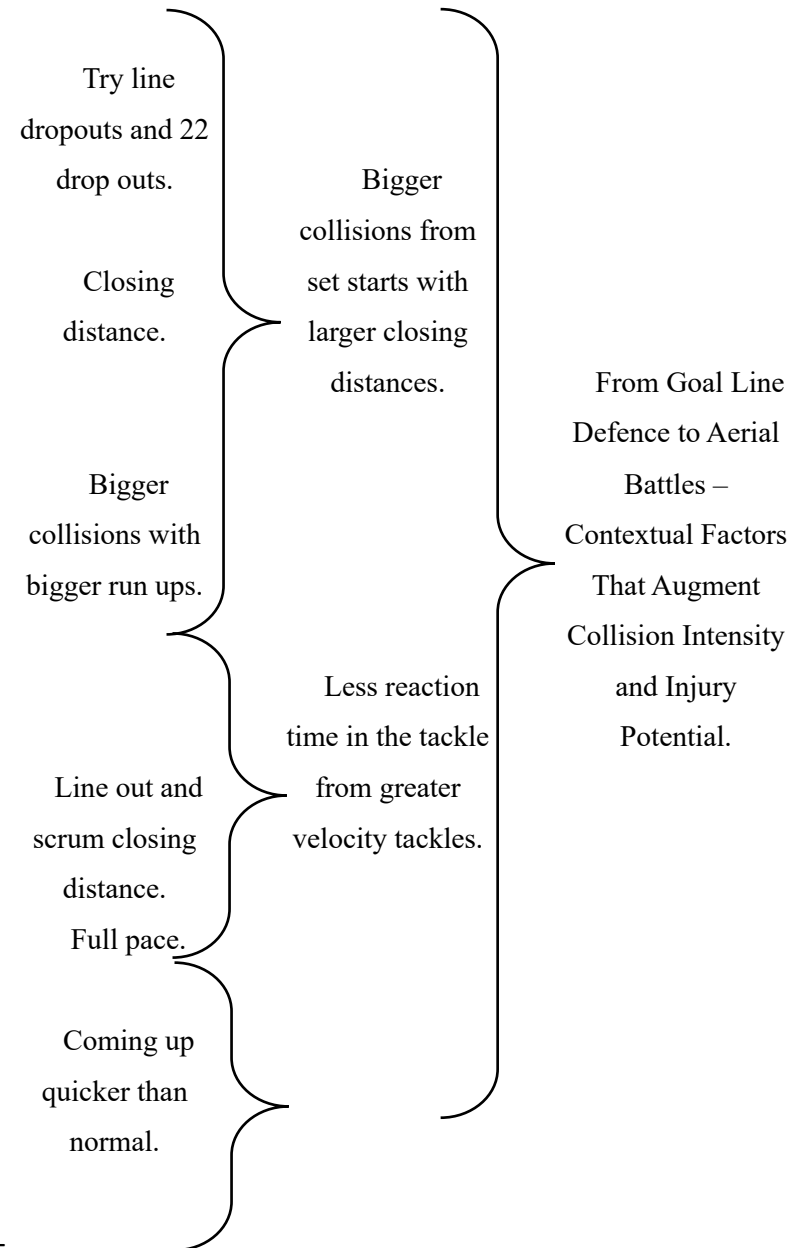 Try line
dropouts and 22
drop outs.
Closing
distance.
Bigger
collisions with
bigger run ups.
Line out and
scrum closing
distance.
Full pace.
Coming up
quicker than
normal.
Bigger
collisions from
set starts with
larger closing
distances.
Less reaction
time in the tackle
from greater
velocity tackles.
From Goal Line
Defence to Aerial
Battles –
Contextual Factors
That Augment
Collision Intensity
and Injury
Potential.